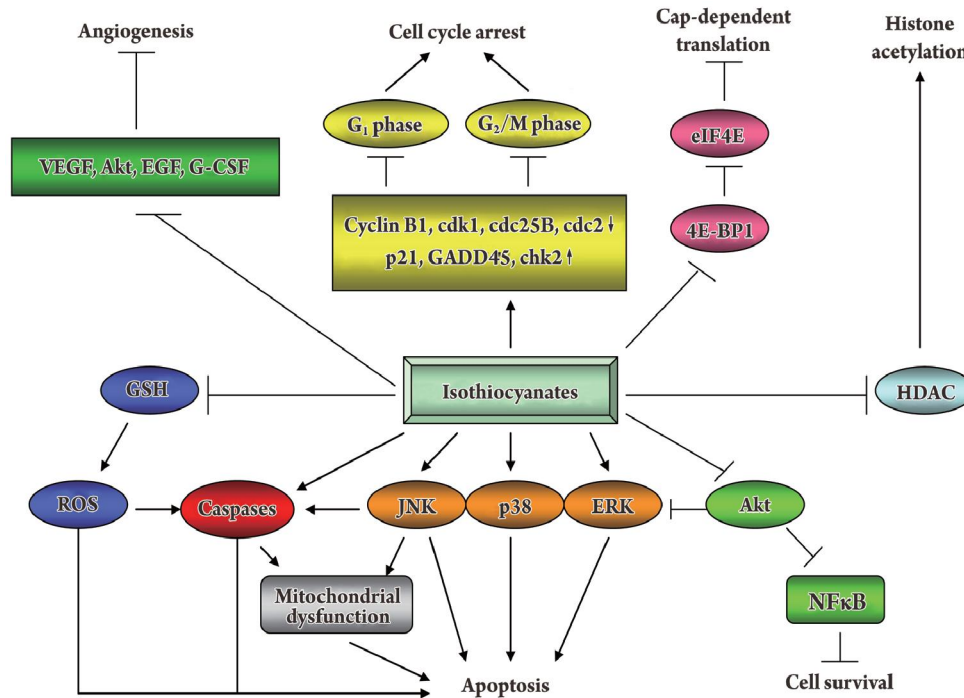 Angiogenesis
Cell cycle arrest
Cap-dependent
translation
Histone
acetylation
G₁ phase
G₂/M phase
eIF4E
VEGF, Akt, EGF, G-CSF
Cyclin B1, cdk1, cdc25B, cdc2↓
p21, GADD45, chk2↑
4E-BP1
GSH
Isothiocyanates
HDAC
ROS
Caspases
JNK
p38
ERK
Akt
Mitochondrial
dysfunction
NFκB
Apoptosis
Cell survival